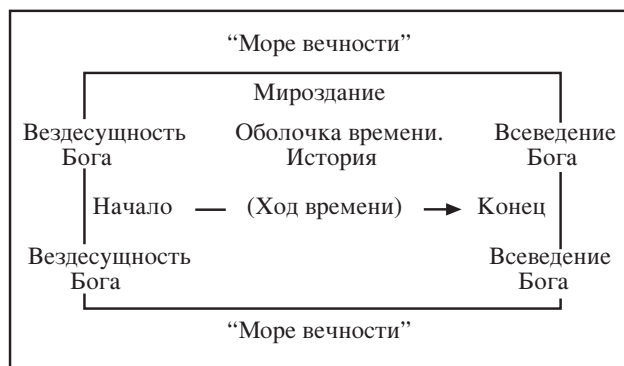 “Море вечности”
Мироздание
Вездесущность Оболочка времени. Всеведение
Бога История Бога
Начало — (Ход времени) → Конец
Вездесущность Всеведение
Бога Бога
“Море вечности”